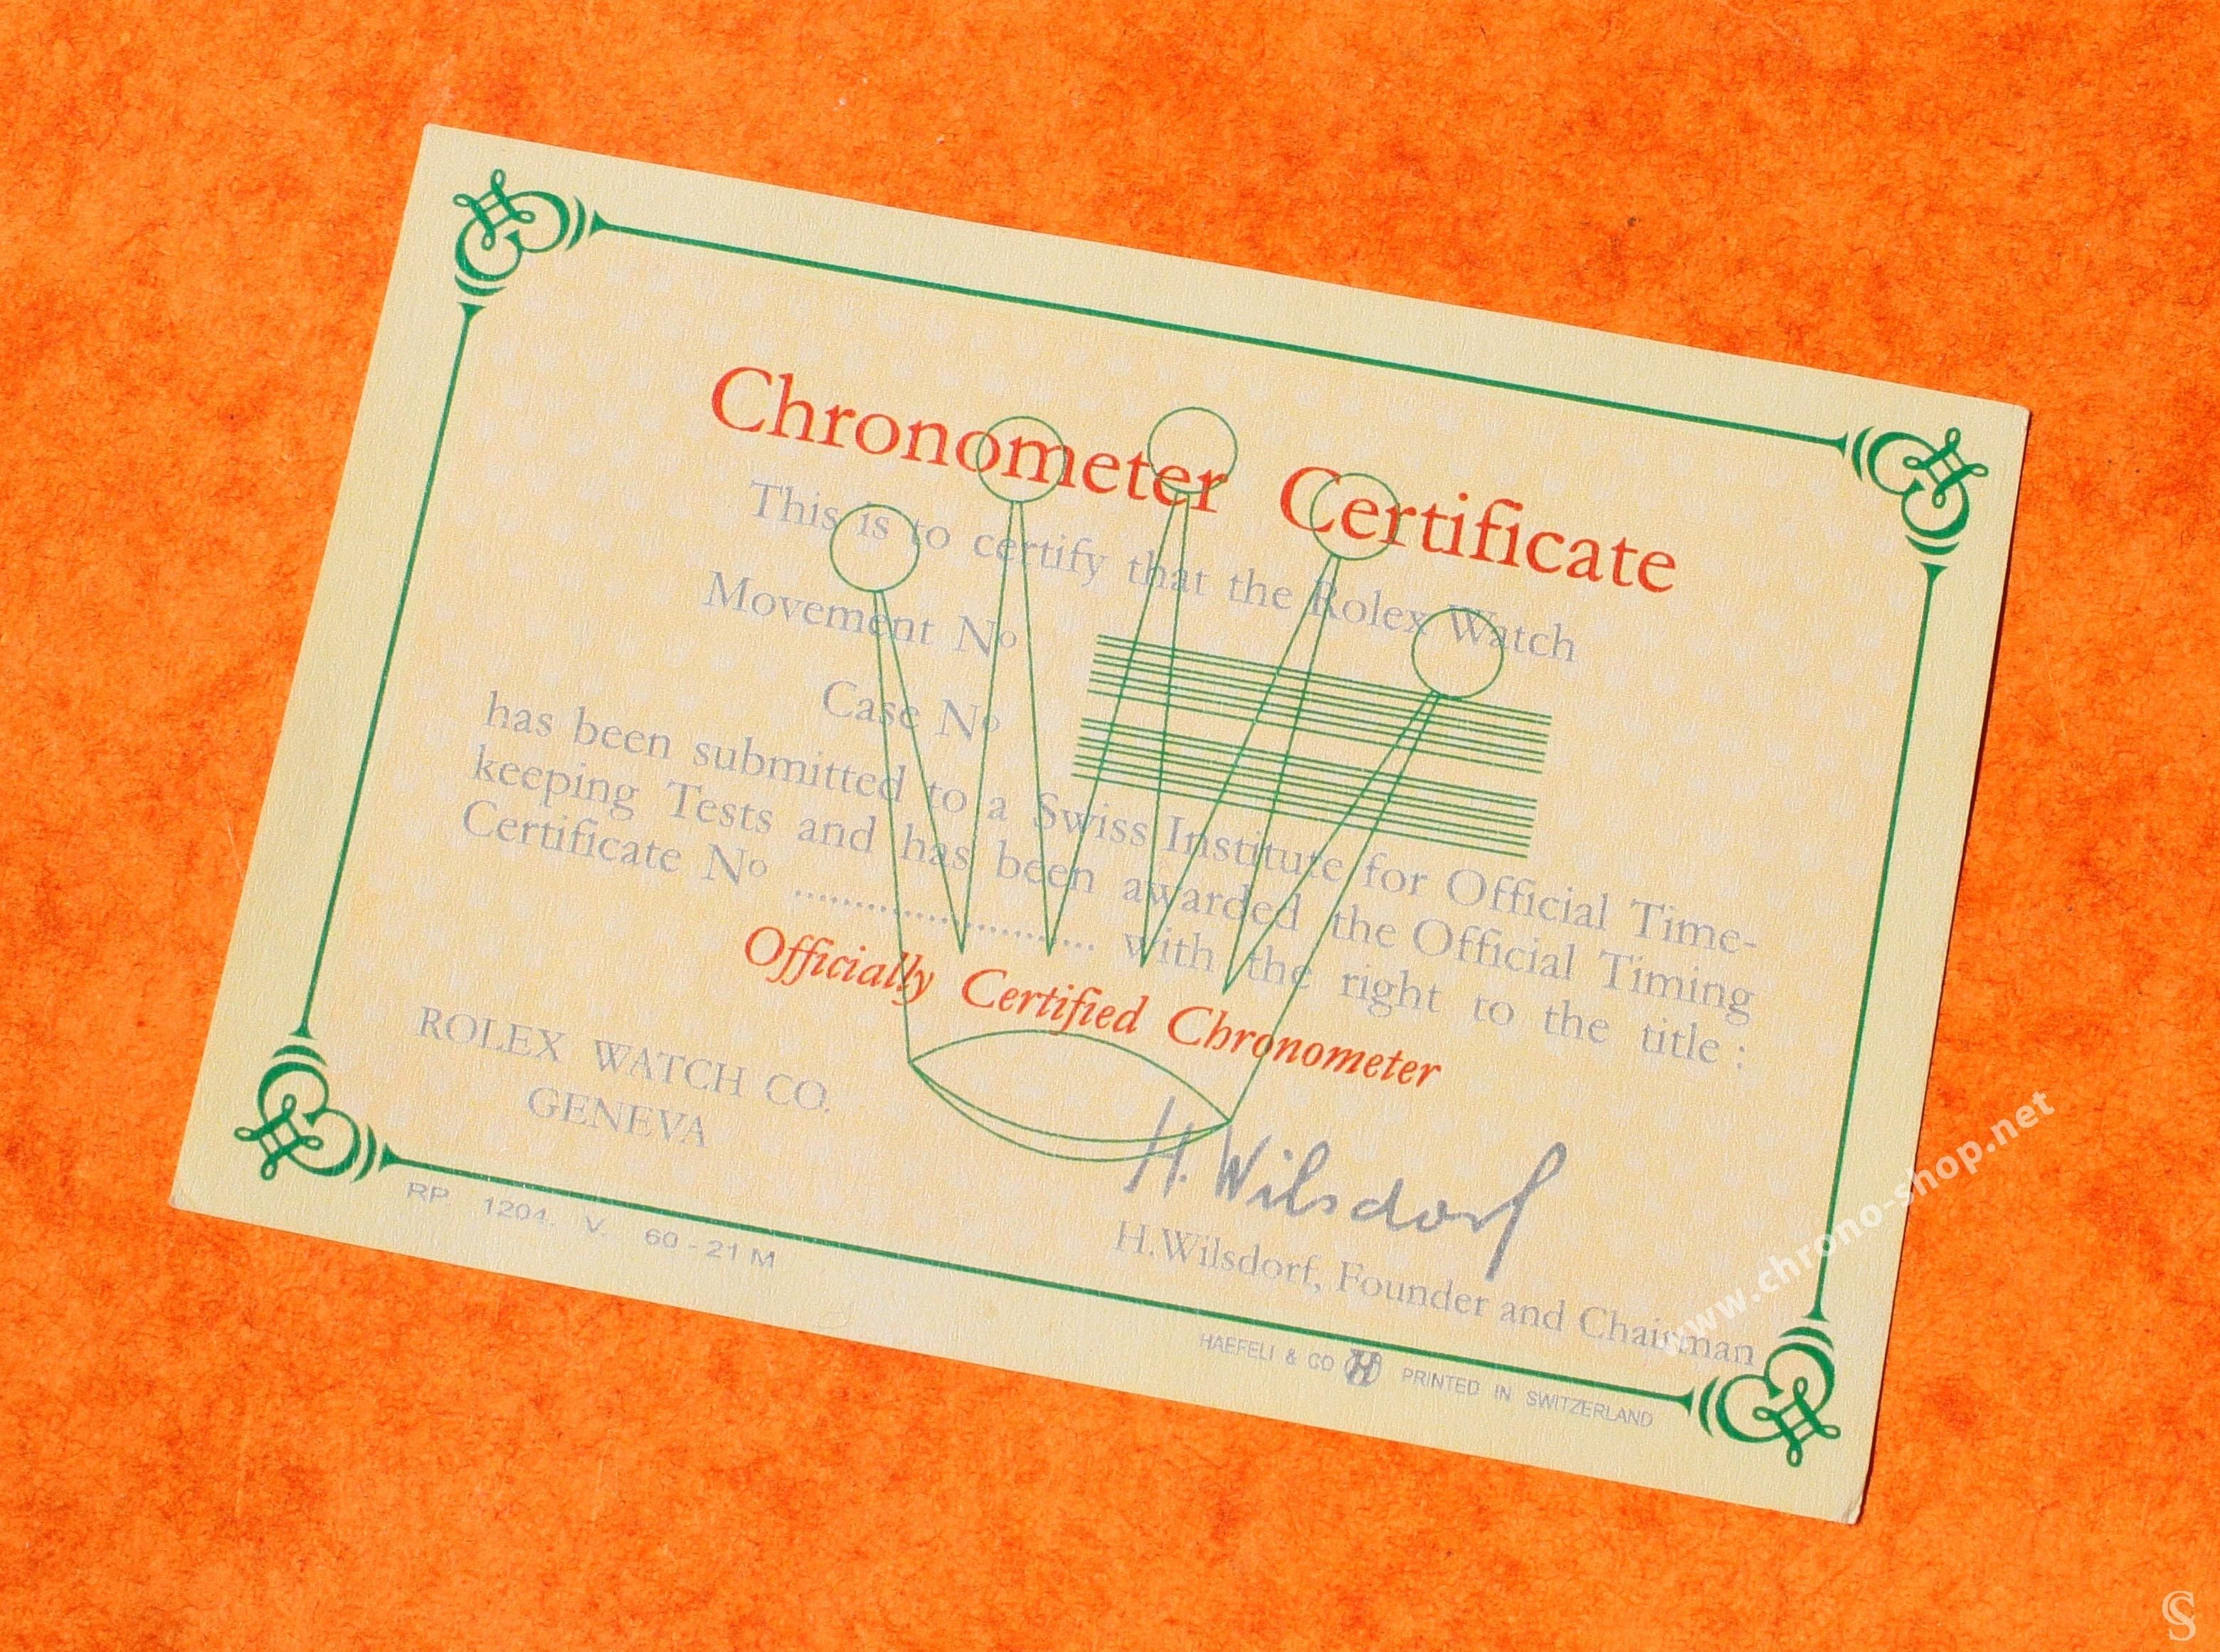 Chronometer Certificate
This is to certify that the Rolex Watch
Movement Nº
Case Nº
has been submitted to a Swiss Institute for Official Time-
keeping Tests and has been awarded the Official Timing
Certificate Nº .............................. with the right to the title :
Officially Certified Chronometer
ROLEX WATCH CO.
GENEVA
H. Wilsdorf
H. Wilsdorf, Founder and Chairman
RP. 1204. V. 60 - 21 M
HAEFELI & CO H PRINTED IN SWITZERLAND
www.chrono-shop.net